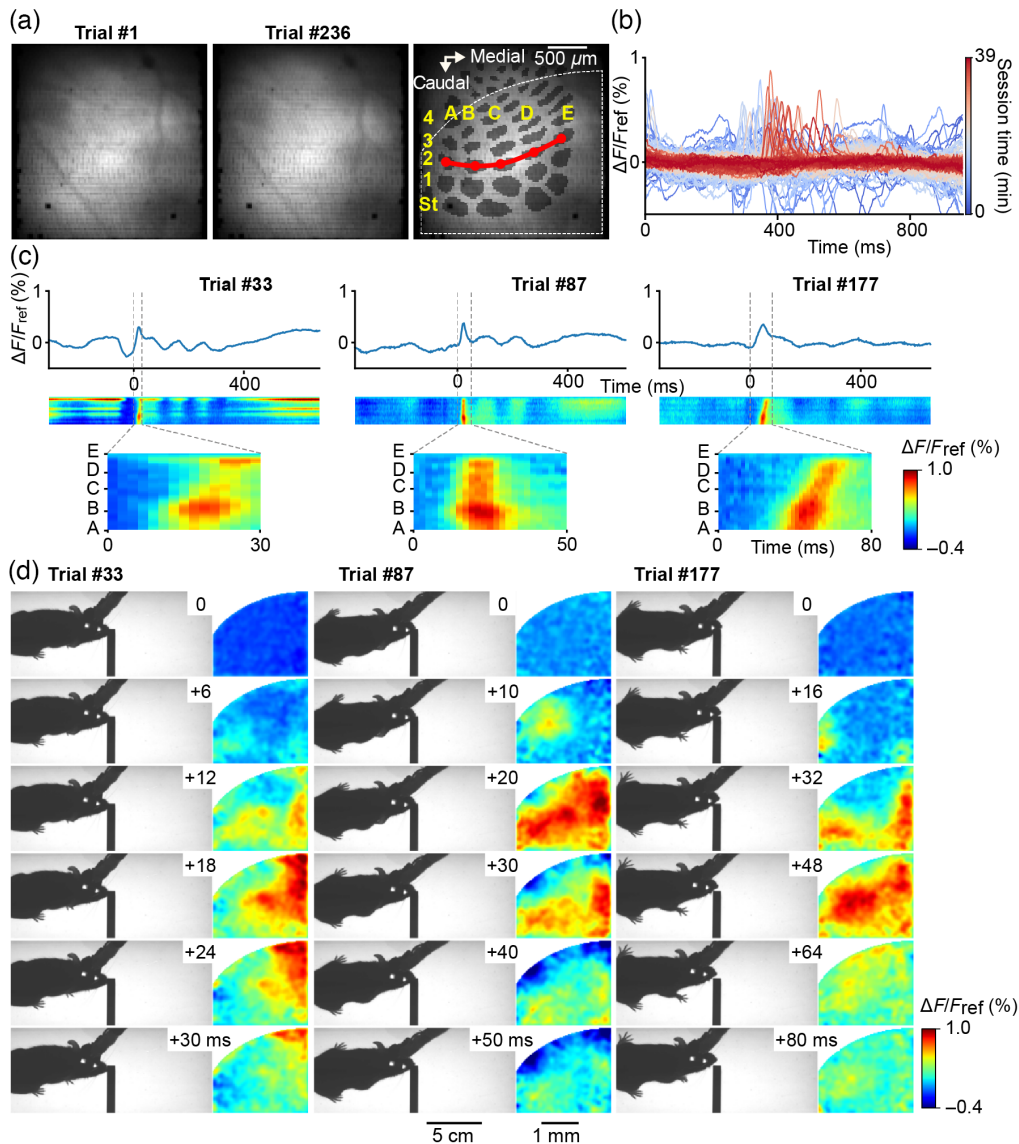 (a)
Trial #1
Trial #236
Medial
500 µm
Caudal
4 A B C D E
3
2
1
St
(b)
ΔF/Fref (%)
1
0
0 400 800
Time (ms)
39
0
Session time (min)
(c)
Trial #33 Trial #87 Trial #177
ΔF/Fref (%)
1 1 1
0 0 0
0 400 0 400 0 400
Time (ms)
E E E
D D D
C C C
B B B
A A A
0 30 0 50 0 80
Time (ms)
ΔF/Fref (%)
1.0
–0.4
(d)
Trial #33 Trial #87 Trial #177
0 0 0
+6 +10 +16
+12 +20 +32
+18 +30 +48
+24 +40 +64
+30 ms +50 ms +80 ms
ΔF/Fref (%)
1.0
–0.4
5 cm 1 mm